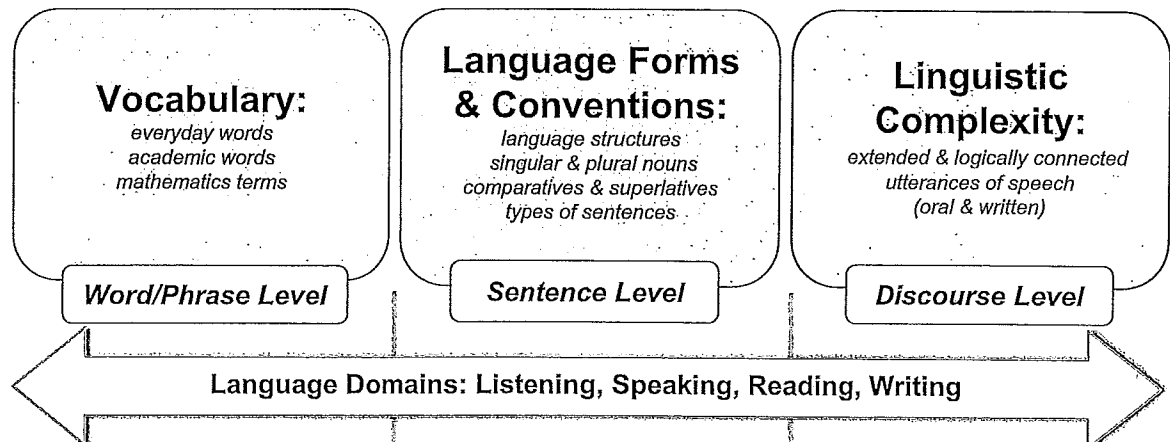 Vocabulary:
everyday words
academic words
mathematics terms
Word/Phrase Level
Language Forms
& Conventions:
language structures
singular & plural nouns
comparatives & superlatives
types of sentences
Sentence Level
Linguistic
Complexity:
extended & logically connected
utterances of speech
(oral & written)
Discourse Level
Language Domains: Listening, Speaking, Reading, Writing